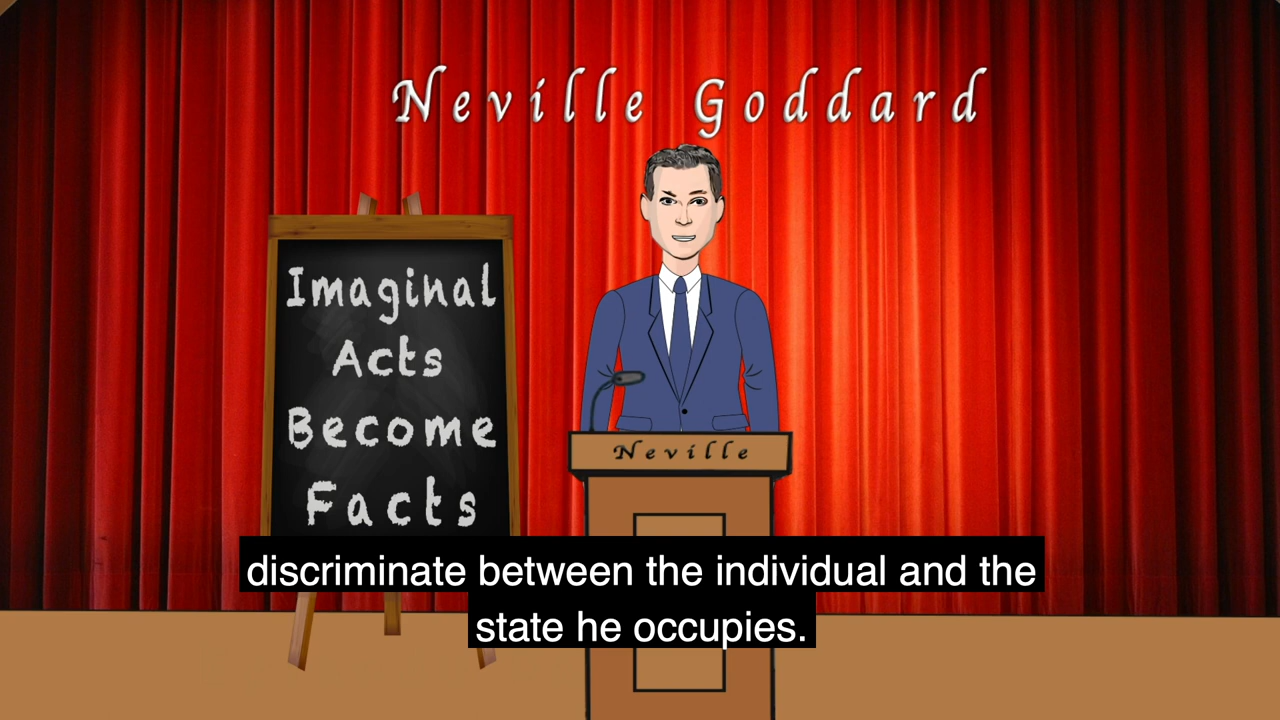 Neville Goddard
Imaginal
Acts
Become
Facts
Neville
discriminate between the individual and the
state he occupies.